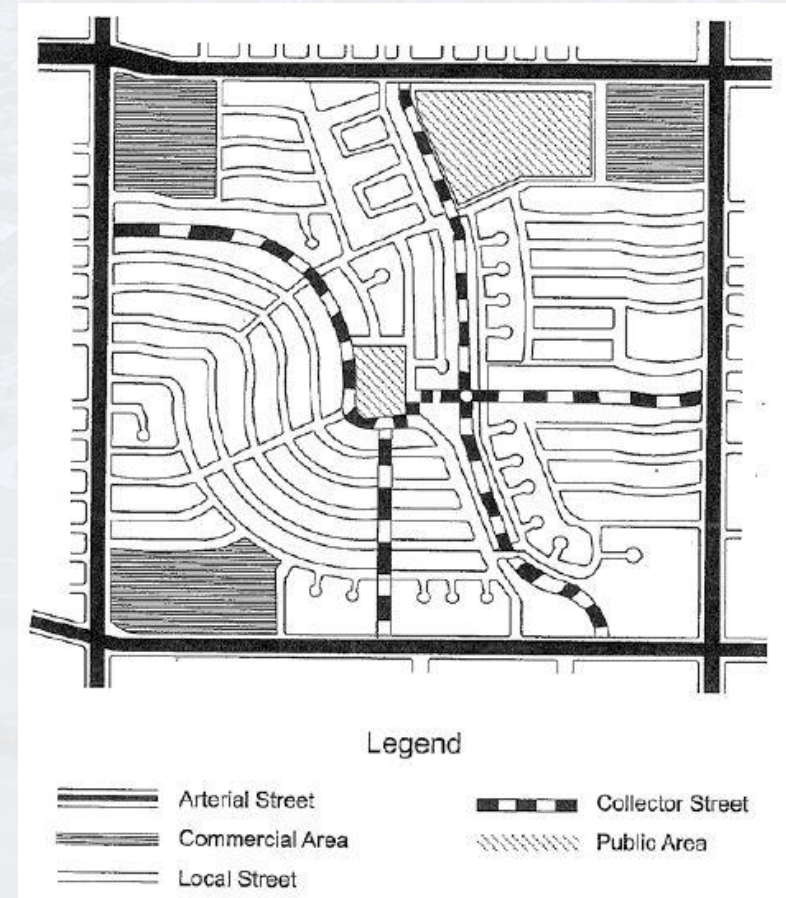 Legend
Arterial Street
Collector Street
Commercial Area
Public Area
Local Street